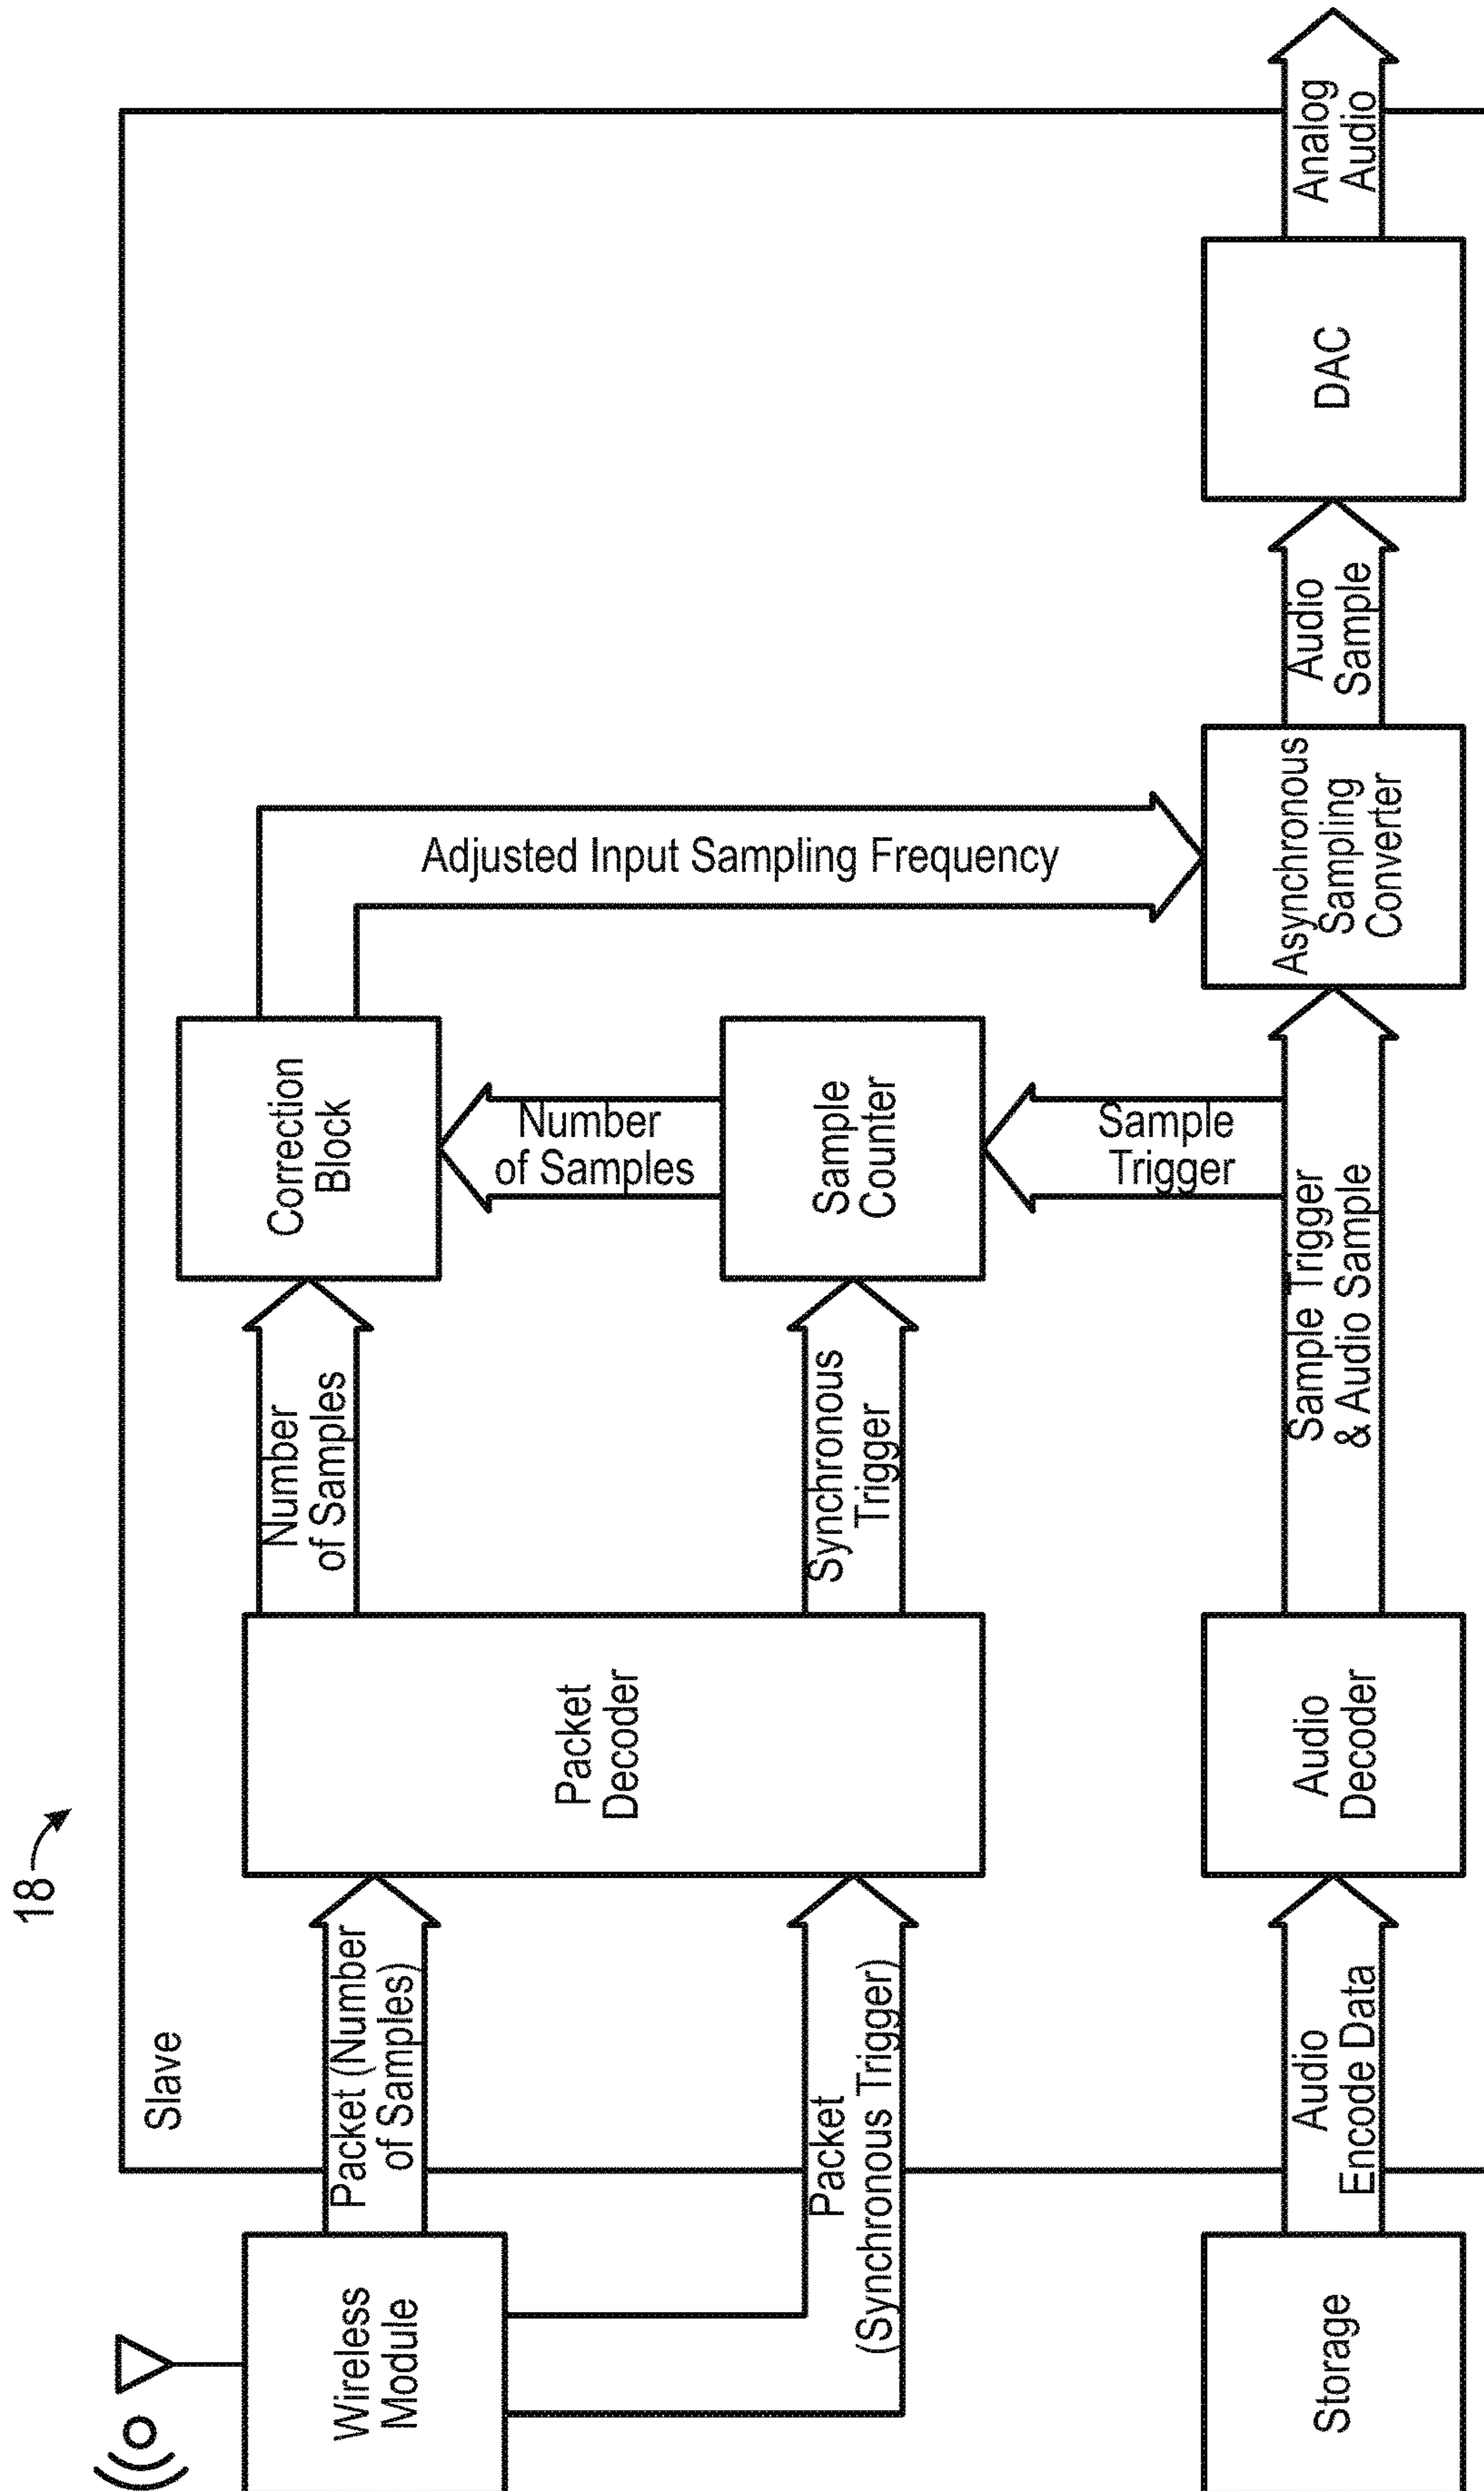 18
Slave
Wireless
Module
Packet (Number
of Samples)
Packet
(Synchronous Trigger)
Packet
Decoder
Number
of Samples
Synchronous
Trigger
Correction
Block
Number
of Samples
Sample
Counter
Sample
Trigger
Adjusted Input Sampling Frequency
Storage
Audio
Encode Data
Audio
Decoder
Sample Trigger
& Audio Sample
Asynchronous
Sampling
Converter
Audio
Sample
DAC
Analog
Audio